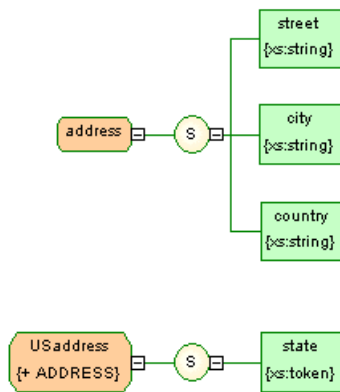 street
{xs:string}
address
S
city
{xs:string}
country
{xs:string}
USaddress
{+ ADDRESS}
S
state
{xs:token}